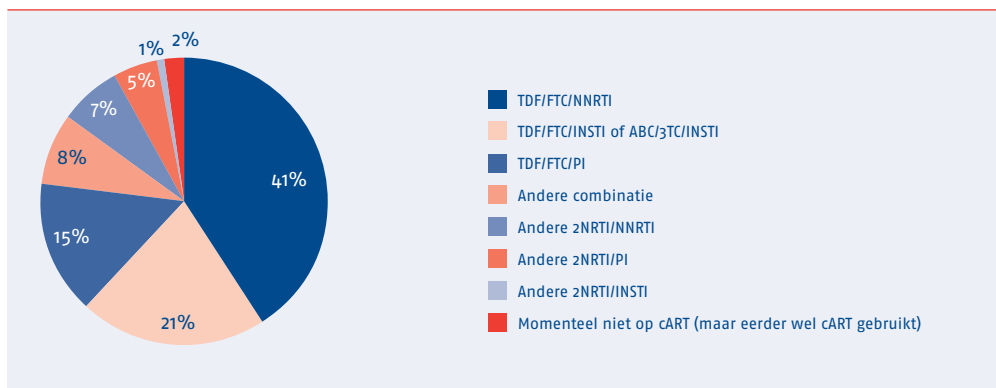 1%
2%
5%
7%
8%
41%
15%
21%
TDF/FTC/NNRTI
TDF/FTC/INSTI of ABC/3TC/INSTI
TDF/FTC/PI
Andere combinatie
Andere 2NRTI/NNRTI
Andere 2NRTI/PI
Andere 2NRTI/INSTI
Momenteel niet op cART (maar eerder wel cART gebruikt)